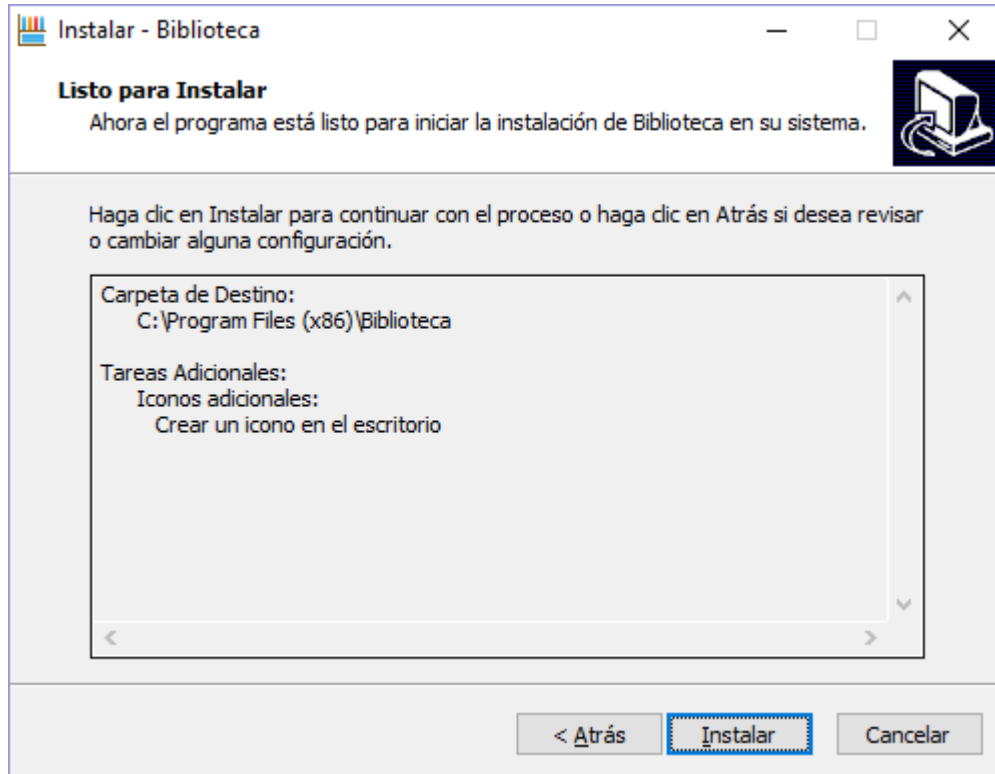 Instalar - Biblioteca
Listo para Instalar
Ahora el programa está listo para iniciar la instalación de Biblioteca en su sistema.
Haga clic en Instalar para continuar con el proceso o haga clic en Atrás si desea revisar
o cambiar alguna configuración.
Carpeta de Destino:
C:\Program Files (x86)\Biblioteca
Tareas Adicionales:
Iconos adicionales:
Crear un icono en el escritorio
< Atrás Instalar Cancelar